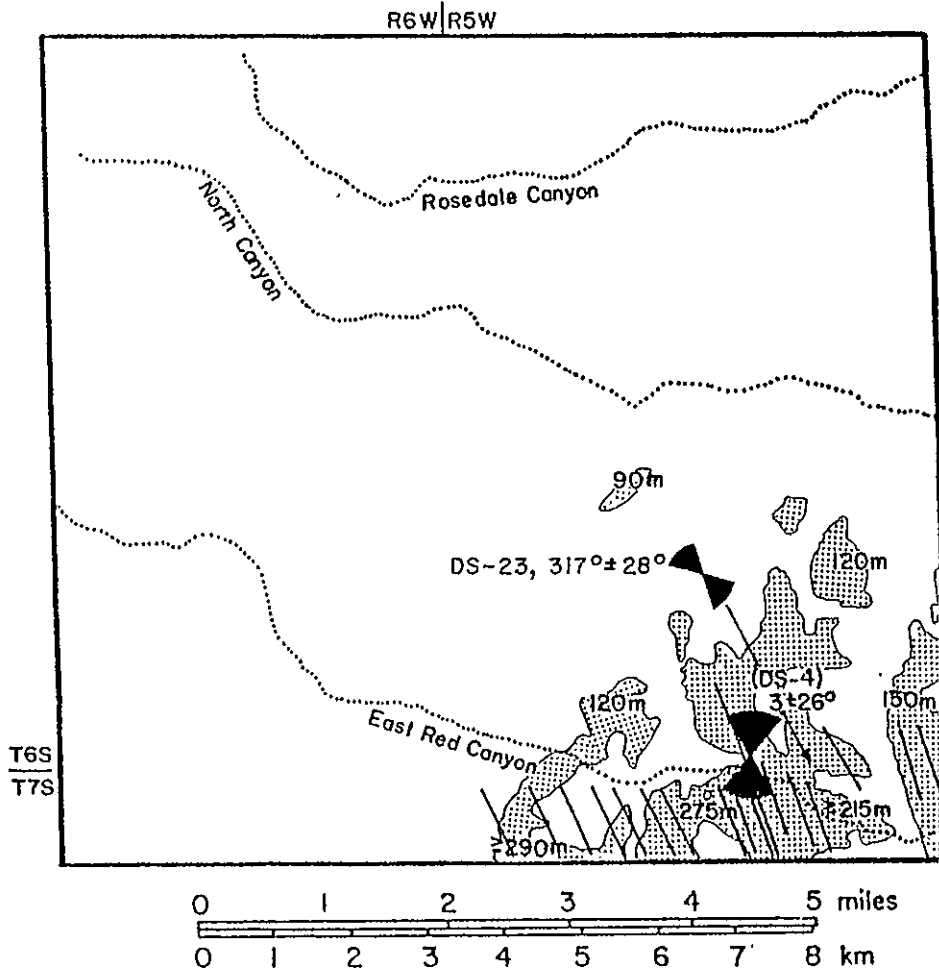 R6W R5W
Rosedale Canyon
North Canyon
90m
DS-23, 317°±28°
120m
(DS-4)
3±26°
120m
150m
East Red Canyon
T6S
T7S
275m
≥215m
≥290m
0 1 2 3 4 5 miles
0 1 2 3 4 5 6 7 8 km